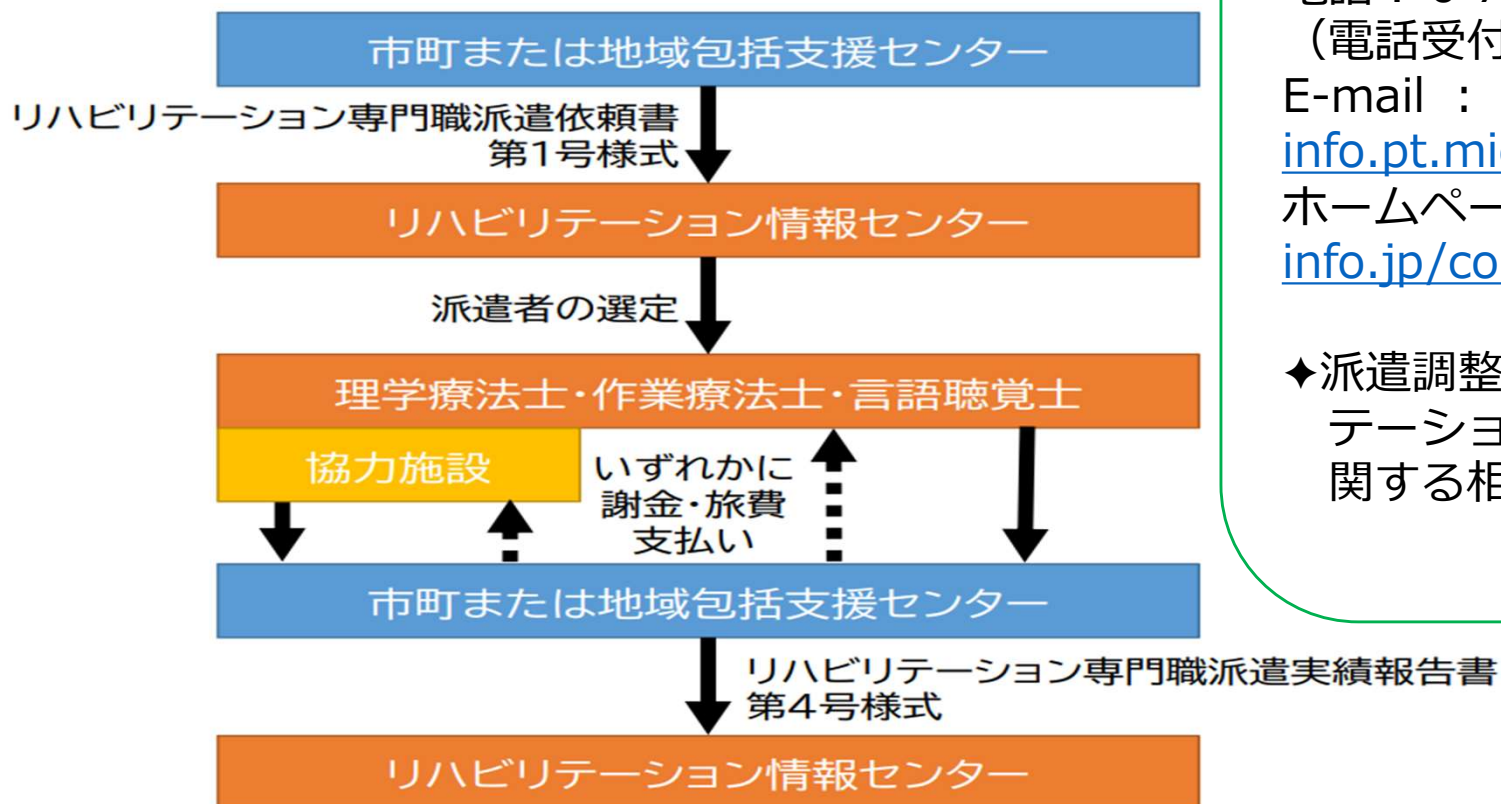 市町または地域包括支援センター
リハビリテーション専門職派遣依頼書
第1号様式
リハビリテーション情報センター
派遣者の選定
理学療法士・作業療法士・言語聴覚士
協力施設
いずれかに
謝金・旅費
支払い
市町または地域包括支援センター
リハビリテーション専門職派遣実績報告書
第4号様式
リハビリテーション情報センター
(電話受付
E-mail :
info.pt.mi
ホームペー
info.jp/co
✦派遣調整
テーショ
関する相